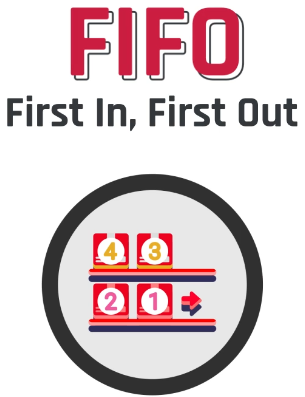 FIFO
First In, First Out
4 3
2 1